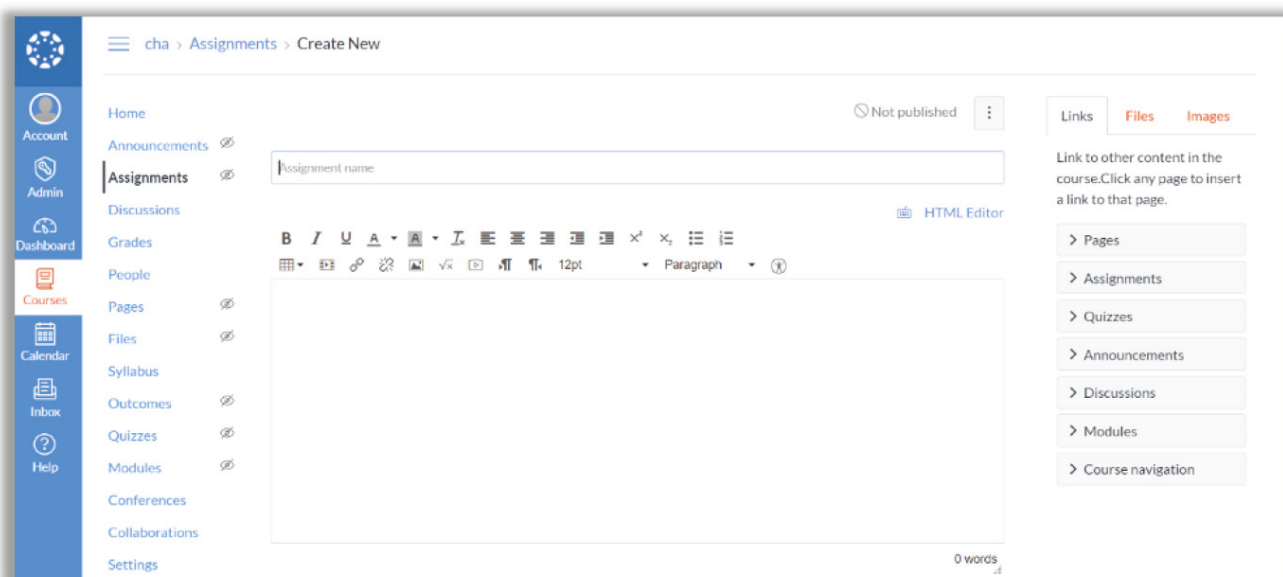 cha > Assignments > Create New
Account
Admin
Dashboard
Courses
Calendar
Inbox
Help
Home
Announcements
Assignments
Discussions
Grades
People
Pages
Files
Syllabus
Outcomes
Quizzes
Modules
Conferences
Collaborations
Settings
Not published
Assignment name
HTML Editor
B I U A A
12pt Paragraph
0 words
Links Files Images
Link to other content in the
course.Click any page to insert
a link to that page.
> Pages
> Assignments
> Quizzes
> Announcements
> Discussions
> Modules
> Course navigation